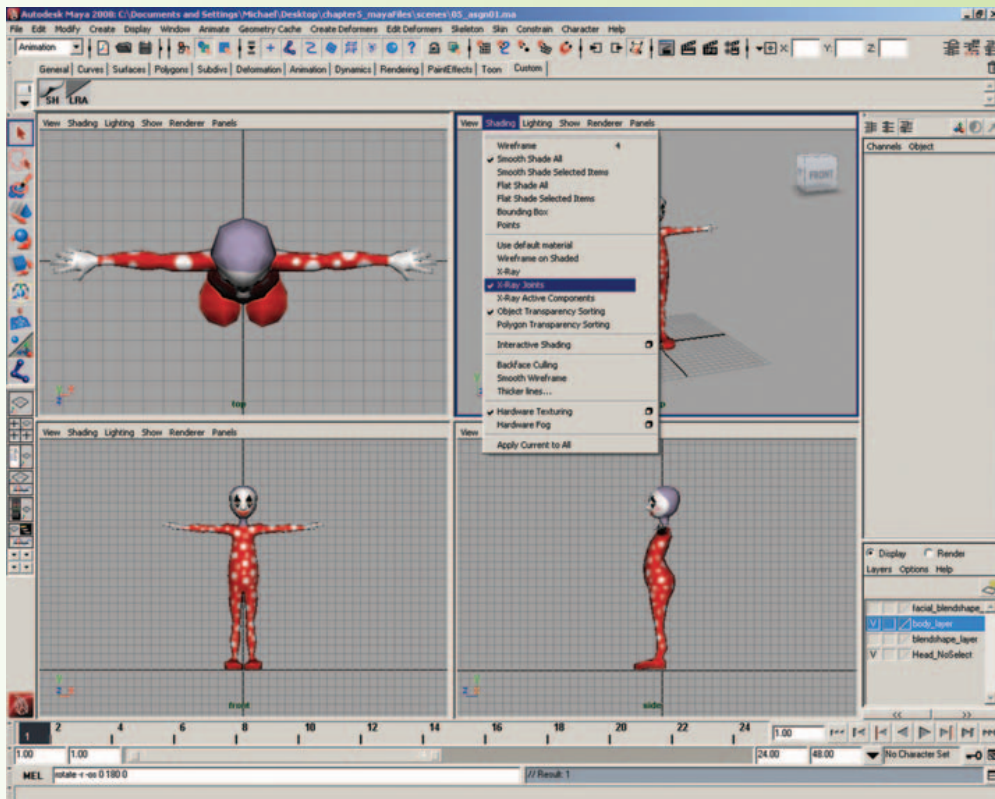 Autodesk Maya 2008: C:\Documents and Settings\Michael\Desktop\chapter5_mayaFiles\scenes\05_asgn01.ma
File Edit Modify Create Display Window Animate Geometry Cache Create Deformers Edit Deformers Skeleton Skin Constrain Character Help
Animation X: Y: Z:
General Curves Surfaces Polygons Subdivs Deformation Animation Dynamics Rendering PaintEffects Toon Custom
SH LRA
View Shading Lighting Show Renderer Panels
View Shading Lighting Show Renderer Panels
Channels Object
Wireframe 4
Smooth Shade All
Smooth Shade Selected Items
Flat Shade All
Flat Shade Selected Items
Bounding Box
Points
Use default material
Wireframe on Shaded
X-Ray
X-Ray Joints
X-Ray Active Components
Object Transparency Sorting
Polygon Transparency Sorting
Interactive Shading
Backface Culling
Smooth Wireframe
Thicker lines...
Hardware Texturing
Hardware Fog
Apply Current to All
FRONT
top
View Shading Lighting Show Renderer Panels
View
front
side
Display Render
Layers Options Help
facial_blendshape_
V body_layer
blendshape_layer
V Head_NoSelect
<< >>
1 2 4 6 8 10 12 14 16 18 20 22 24 1.00
1.00 1.00 24.00 48.00 No Character Set
MEL rotate -r -os 0 180 0 // Result: 1